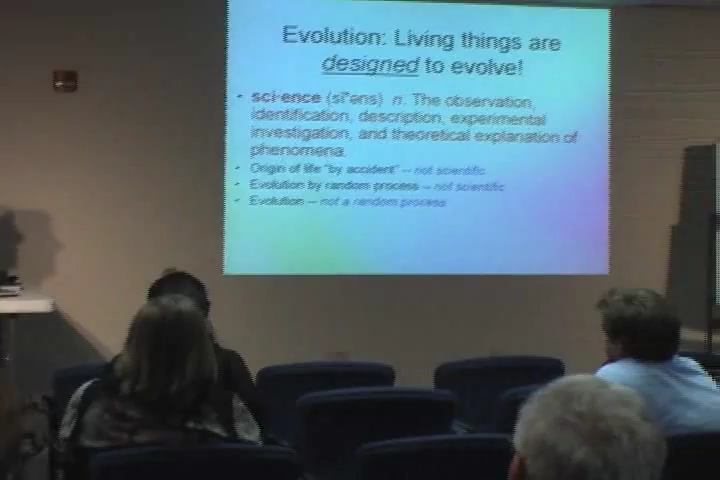 Evolution: Living things are
designed to evolve!
• sci·ence (sī'əns) n. The observation,
identification, description, experimental
investigation, and theoretical explanation of
phenomena.
• Origin of life "by accident" – not scientific
• Evolution by random process – not scientific
• Evolution – not a random process